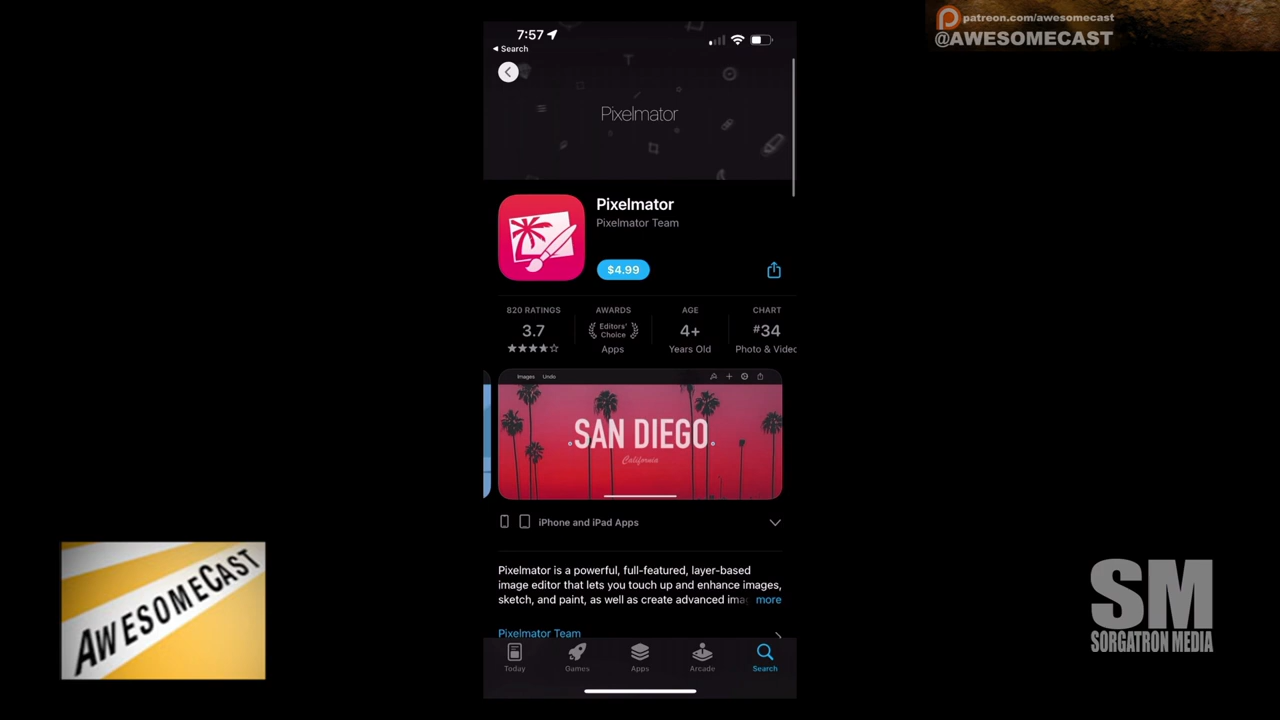 patreon.com/awesomecast
@AWESOMECAST
7:57
Search
Pixelmator
Pixelmator
Pixelmator Team
$4.99
820 RATINGS
3.7
AWARDS
Editors'
Choice
Apps
AGE
4+
Years Old
CHART
#34
Photo & Video
Images Undo
SAN DIEGO
California
iPhone and iPad Apps
Pixelmator is a powerful, full-featured, layer-based
image editor that lets you touch up and enhance images,
sketch, and paint, as well as create advanced ima more
Pixelmator Team
Today
Games
Apps
Arcade
Search
AWESOMECAST
SM
SORGATRON MEDIA